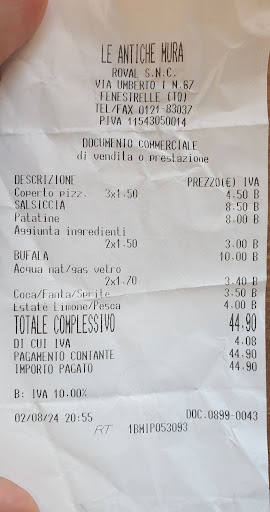 LE ANTICHE MURA
ROVAL S.N.C.
VIA UMBERTO I N.67
FENESTRELLE (TO)
TEL/FAX 0121-83037
PIVA 11543050014
DOCUMENTO COMMERCIALE
di vendita o prestazione
DESCRIZIONE PREZZO(€) IVA
Coperto pizz. 3x1.50 4.50 B
SALSICCIA 8.50 B
Patatine 8.00 B
Aggiunta ingredienti
2x1.50 3.00 B
BUFALA 10.00 B
Acqua nat/gas vetro
2x1.70 3.40 B
Coca/Fanta/Sprite 3.50 B
Estate Limone/Pesca 4.00 B
TOTALE COMPLESSIVO 44.90
DI CUI IVA 4.08
PAGAMENTO CONTANTE 44.90
IMPORTO PAGATO 44.90
B: IVA 10.00%
02/08/24 20:55 DOC.0899-0043
RT 1BMIP053093